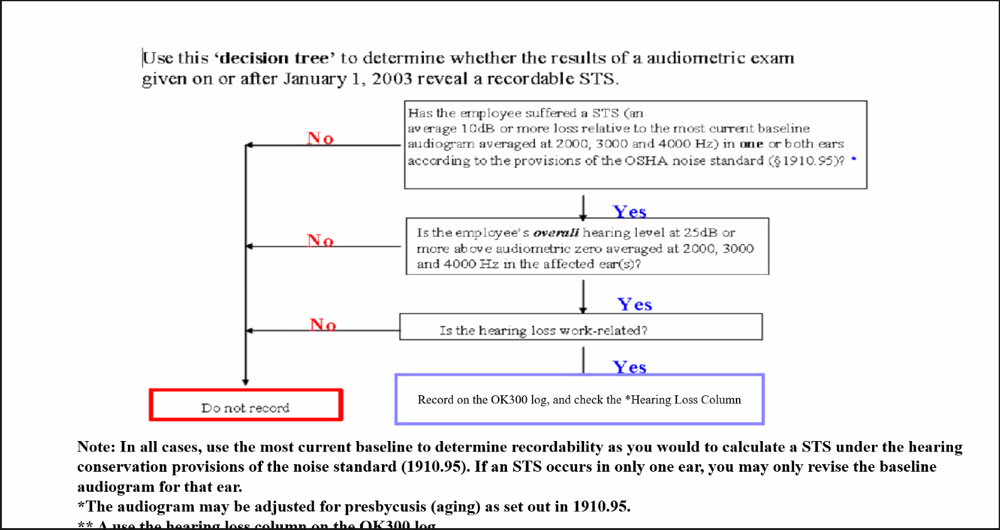 Use this ‘decision tree’ to determine whether the results of a audiometric exam
given on or after January 1, 2003 reveal a recordable STS.
Has the employee suffered a STS (an
average 10dB or more loss relative to the most current baseline
audiogram averaged at 2000, 3000 and 4000 Hz) in one or both ears
according to the provisions of the OSHA noise standard (§1910.95)? *
No
Yes
Is the employee's overall hearing level at 25dB or
more above audiometric zero averaged at 2000, 3000
and 4000 Hz in the affected ear(s)?
No
Yes
Is the hearing loss work-related?
No
Yes
Do not record
Record on the OK300 log, and check the *Hearing Loss Column
Note: In all cases, use the most current baseline to determine recordability as you would to calculate a STS under the hearing
conservation provisions of the noise standard (1910.95). If an STS occurs in only one ear, you may only revise the baseline
audiogram for that ear.
*The audiogram may be adjusted for presbycusis (aging) as set out in 1910.95.
** A use the hearing loss column on the OK300 log